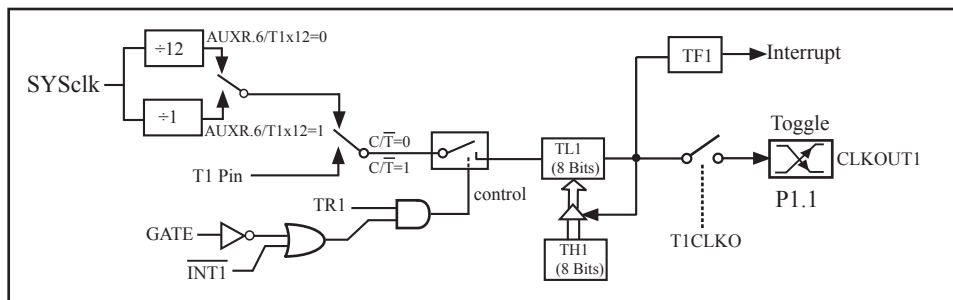 AUXR.6/T1x12=0
÷12
SYSclk
÷1
AUXR.6/T1x12=1
T1 Pin
C/T̅=0
C/T̅=1
TR1
GATE
I̅N̅T̅1̅
control
TL1
(8 Bits)
TH1
(8 Bits)
TF1
Interrupt
Toggle
CLKOUT1
P1.1
T1CLKO